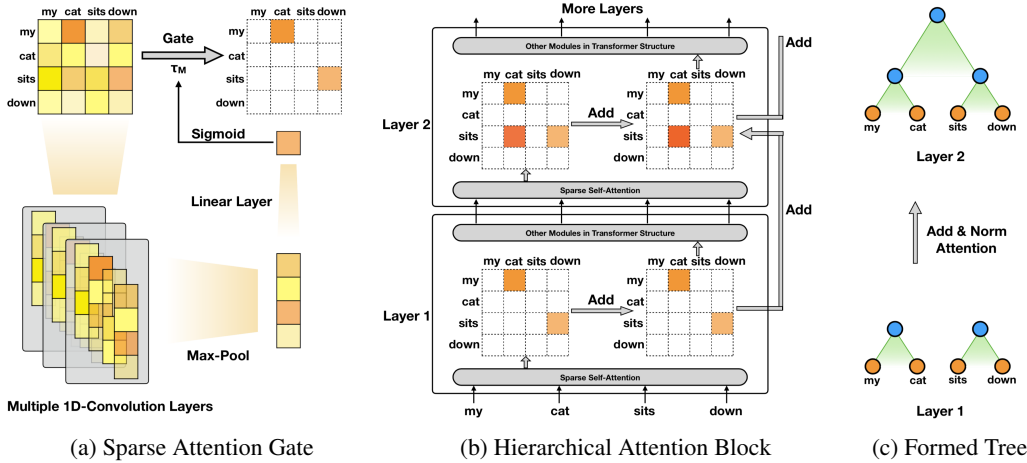 my cat sits down
my
cat
sits
down
Gate
τM
my cat sits down
my
cat
sits
down
Sigmoid
Linear Layer
Max-Pool
Multiple 1D-Convolution Layers
(a) Sparse Attention Gate
More Layers
Other Modules in Transformer Structure
Add
my cat sits down
my
cat
sits
down
Add
my cat sits down
my
cat
sits
down
Layer 2
Sparse Self-Attention
Add
Other Modules in Transformer Structure
my cat sits down
my
cat
sits
down
Add
my cat sits down
my
cat
sits
down
Layer 1
Sparse Self-Attention
my cat sits down
(b) Hierarchical Attention Block
my cat sits down
Layer 2
Add & Norm
Attention
my cat sits down
Layer 1
(c) Formed Tree